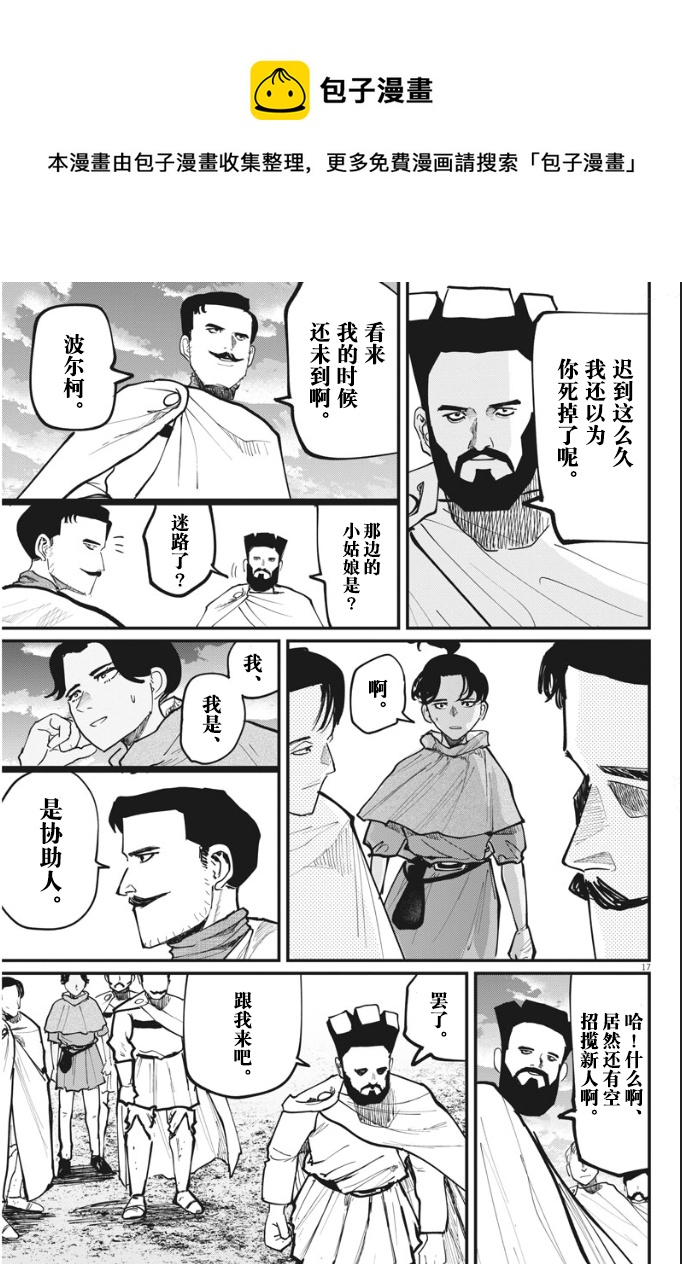 包子漫畫
本漫畫由包子漫畫收集整理，更多免費漫画請搜索「包子漫畫」
迟到这么久
我还以为
你死掉了呢。
看来
我的时候
还未到啊。
波尔柯。
那边的
小姑娘是？
迷路了？
啊。
我、
我是、
是协助人。
17
哈！什么啊、
居然还有空
招揽新人啊。
罢了。
跟我来吧。